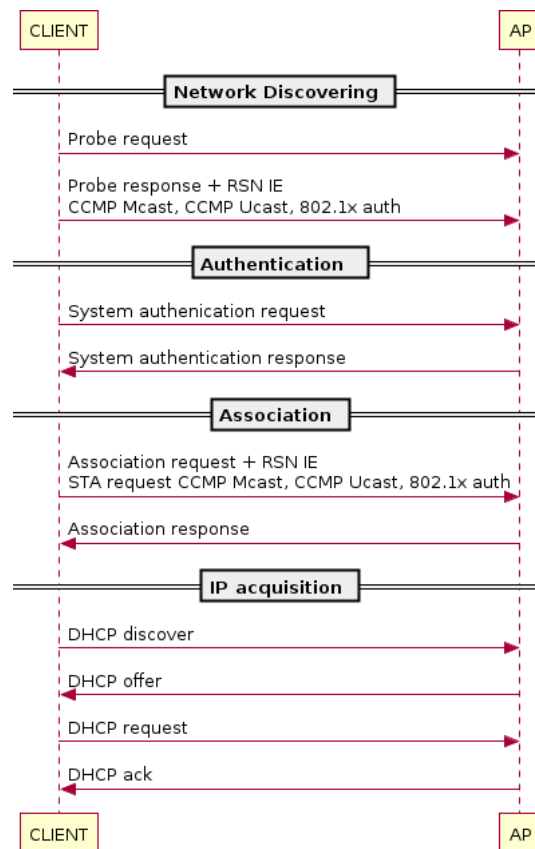 CLIENT AP
Network Discovering
Probe request
Probe response + RSN IE
CCMP Mcast, CCMP Ucast, 802.1x auth
Authentication
System authenication request
System authentication response
Association
Association request + RSN IE
STA request CCMP Mcast, CCMP Ucast, 802.1x auth
Association response
IP acquisition
DHCP discover
DHCP offer
DHCP request
DHCP ack
CLIENT AP